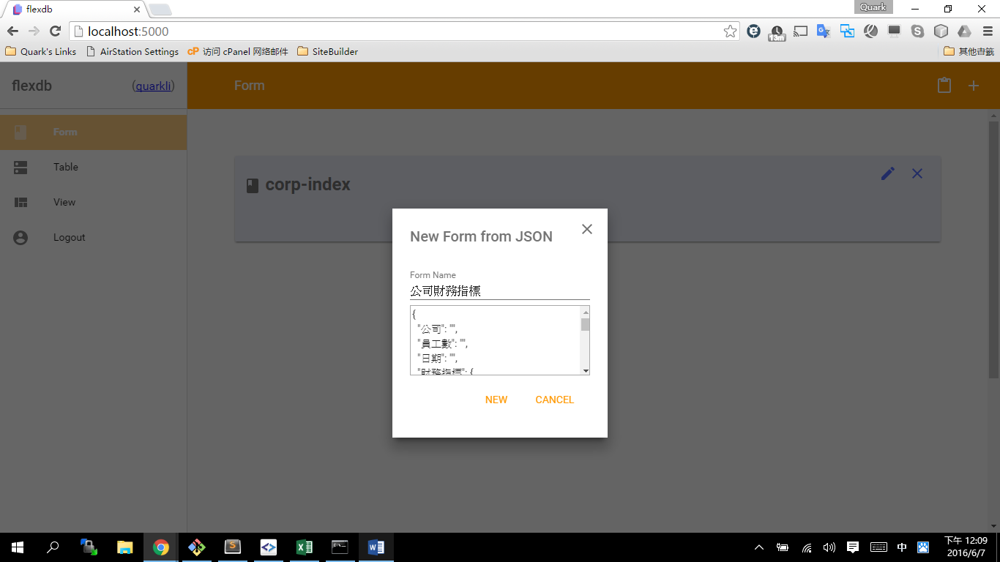 flexdb
Quark
localhost:5000
13m
Quark's Links
AirStation Settings
cP 访问 cPanel 网络邮件
SiteBuilder
其他書籤
flexdb
(quarkli)
Form
Form
Table
View
Logout
corp-index
New Form from JSON
Form Name
公司財務指標
{
"公司": "",
"員工數": "",
"日期": "",
"財務指標": {
NEW
CANCEL
中
下午 12:09
2016/6/7